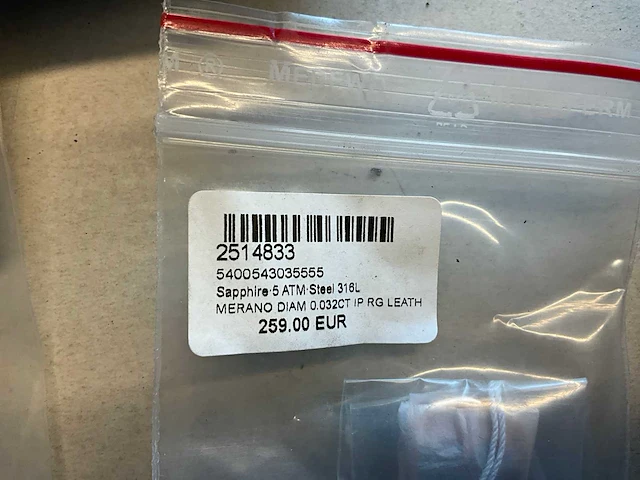 2514833
5400543035555
Sapphire·5 ATM·Steel 316L
MERANO DIAM 0.032CT IP RG LEATH
259.00 EUR